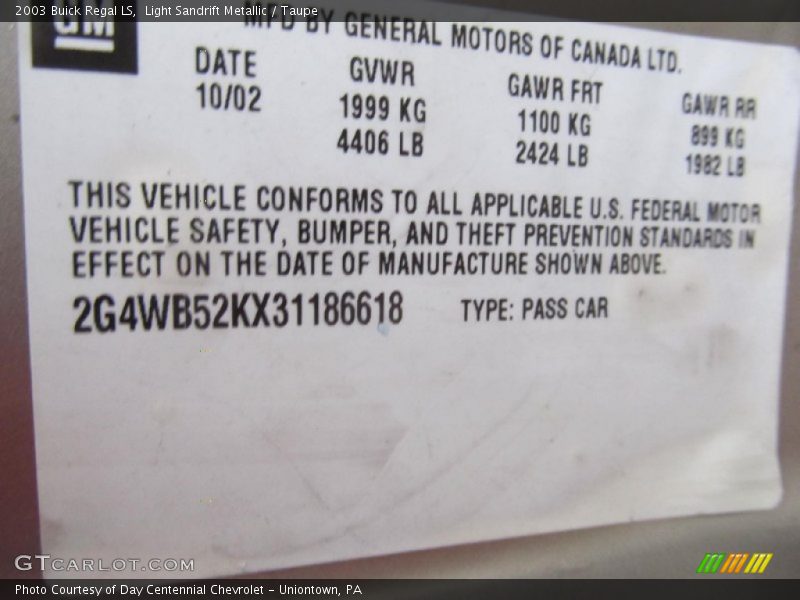 2003 Buick Regal LS, Light Sandrift Metallic / Taupe
GM
MFD BY GENERAL MOTORS OF CANADA LTD.
DATE GVWR GAWR FRT GAWR RR
10/02 1999 KG 1100 KG 899 KG
4406 LB 2424 LB 1982 LB
THIS VEHICLE CONFORMS TO ALL APPLICABLE U.S. FEDERAL MOTOR
VEHICLE SAFETY, BUMPER, AND THEFT PREVENTION STANDARDS IN
EFFECT ON THE DATE OF MANUFACTURE SHOWN ABOVE.
2G4WB52KX31186618 TYPE: PASS CAR
GTCARLOT.COM
Photo Courtesy of Day Centennial Chevrolet - Uniontown, PA